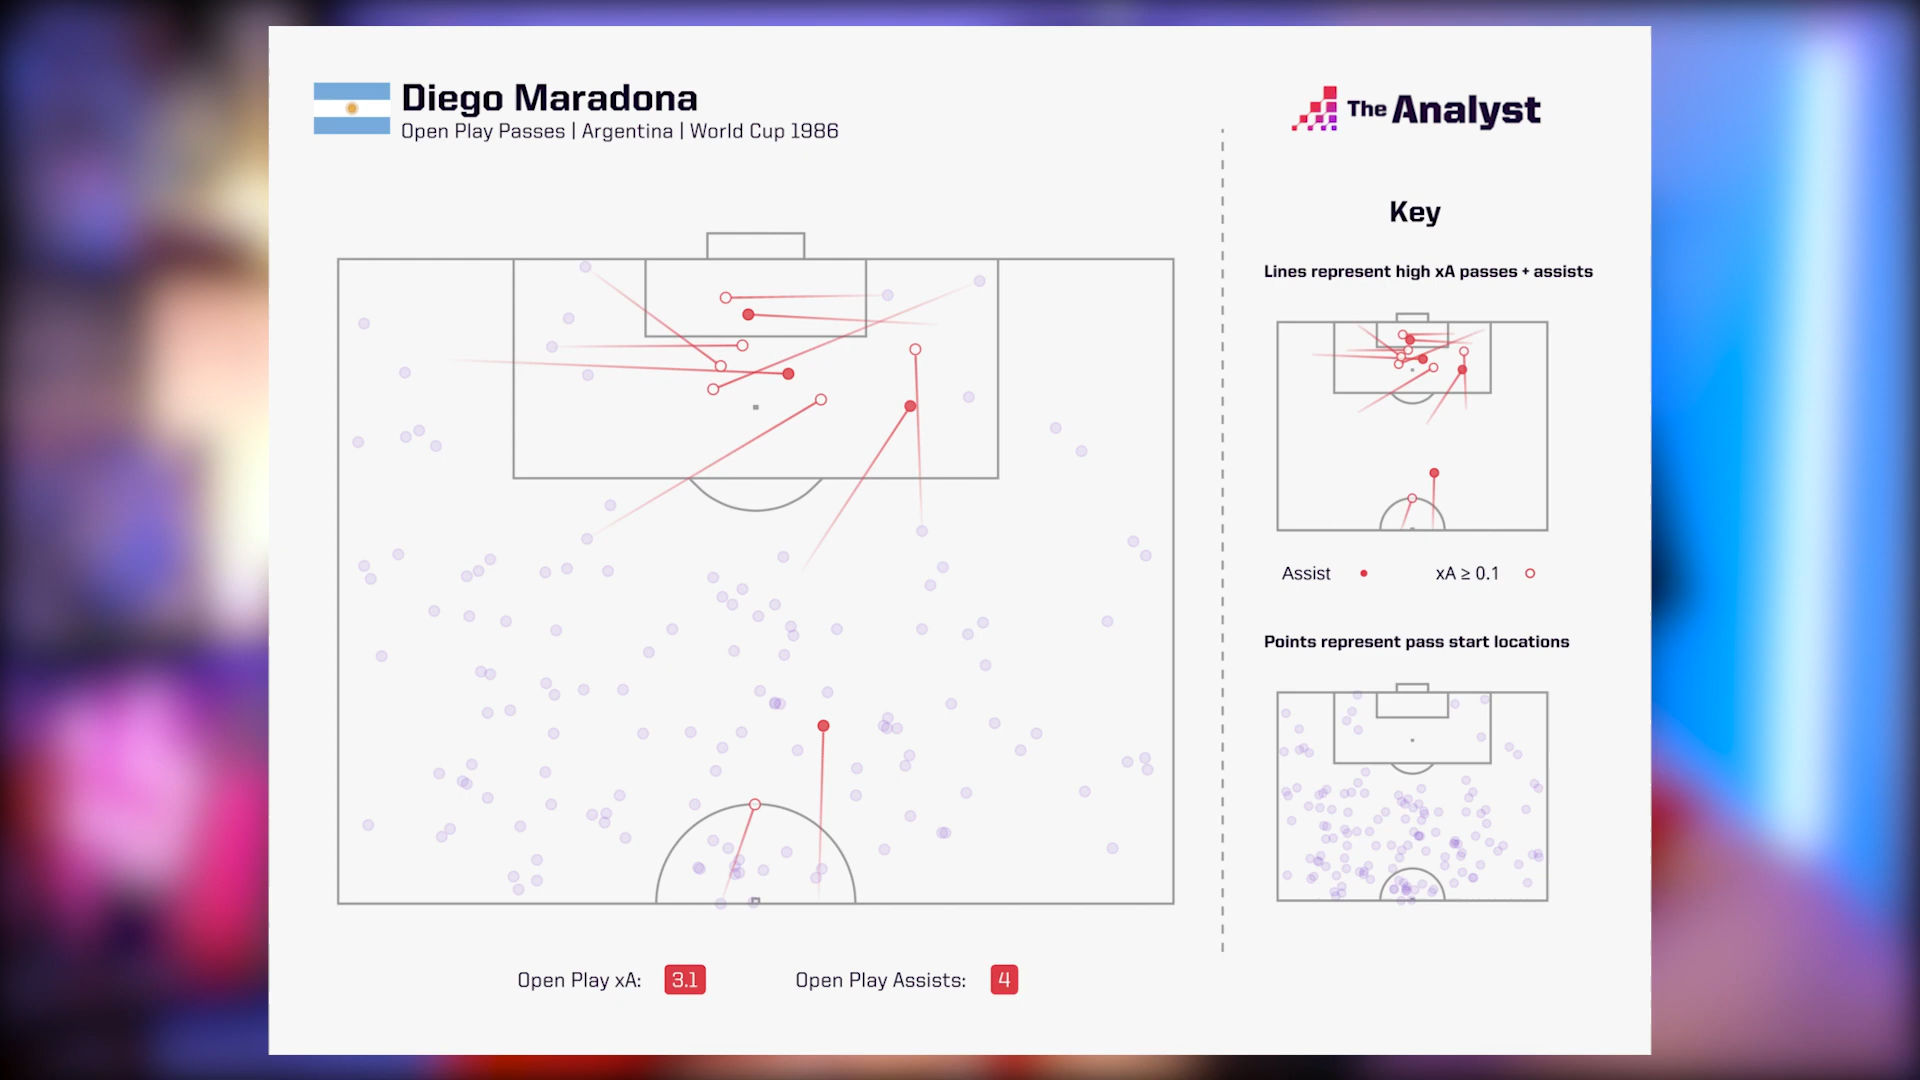 Diego Maradona
Open Play Passes | Argentina | World Cup 1986
The Analyst
Key
Lines represent high xA passes + assists
Assist
xA ≥ 0.1
Points represent pass start locations
Open Play xA: 3.1
Open Play Assists: 4